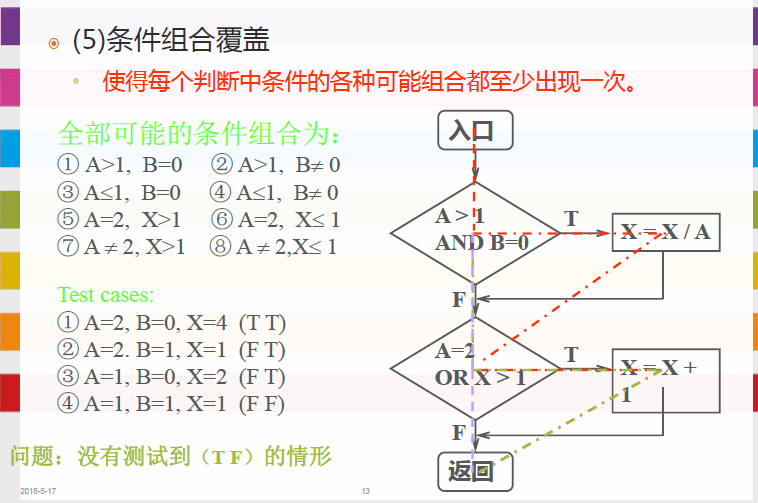 (5)条件组合覆盖
使得每个判断中条件的各种可能组合都至少出现一次。
全部可能的条件组合为：
① A>1, B=0 ② A>1, B≠ 0
③ A≤1, B=0 ④ A≤1, B≠ 0
⑤ A=2, X>1 ⑥ A=2, X≤ 1
⑦ A ≠ 2, X>1 ⑧ A ≠ 2,X≤ 1
Test cases:
① A=2, B=0, X=4 (T T)
② A=2. B=1, X=1 (F T)
③ A=1, B=0, X=2 (F T)
④ A=1, B=1, X=1 (F F)
问题：没有测试到（T F）的情形
入口
A > 1
AND B=0
T
X = X / A
F
A=2
OR X > 1
T
X = X +
1
F
返回
2018-5-17
13